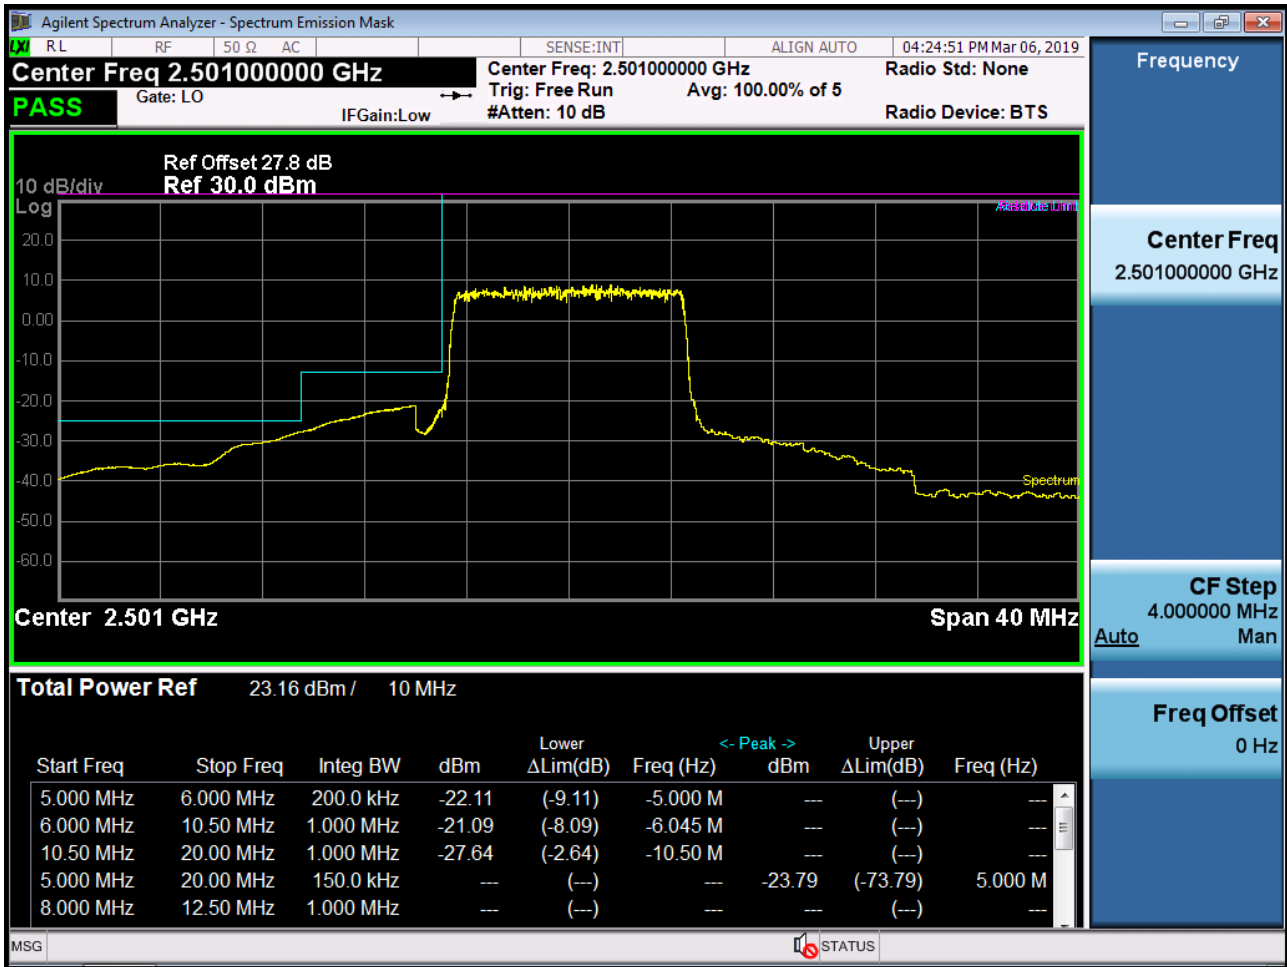 Agilent Spectrum Analyzer - Spectrum Emission Mask
LXI RL RF 50 Ω AC SENSE:INT ALIGN AUTO 04:24:51 PM Mar 06, 2019
Center Freq 2.501000000 GHz Center Freq: 2.501000000 GHz Radio Std: None
Gate: LO Trig: Free Run Avg: 100.00% of 5
PASS IFGain:Low #Atten: 10 dB Radio Device: BTS
Ref Offset 27.8 dB
10 dB/div Ref 30.0 dBm
Log
Absolute Limit
20.0
10.0
0.00
-10.0
-20.0
-30.0
-40.0
Spectrum
-50.0
-60.0
Center 2.501 GHz Span 40 MHz
Total Power Ref 23.16 dBm / 10 MHz
Lower <- Peak -> Upper
Start Freq Stop Freq Integ BW dBm ΔLim(dB) Freq (Hz) dBm ΔLim(dB) Freq (Hz)
5.000 MHz 6.000 MHz 200.0 kHz -22.11 (-9.11) -5.000 M --- (---) ---
6.000 MHz 10.50 MHz 1.000 MHz -21.09 (-8.09) -6.045 M --- (---) ---
10.50 MHz 20.00 MHz 1.000 MHz -27.64 (-2.64) -10.50 M --- (---) ---
5.000 MHz 20.00 MHz 150.0 kHz --- (---) --- -23.79 (-73.79) 5.000 M
8.000 MHz 12.50 MHz 1.000 MHz --- (---) --- --- (---) ---
MSG STATUS
Frequency
Center Freq
2.501000000 GHz
CF Step
4.000000 MHz
Auto Man
Freq Offset
0 Hz